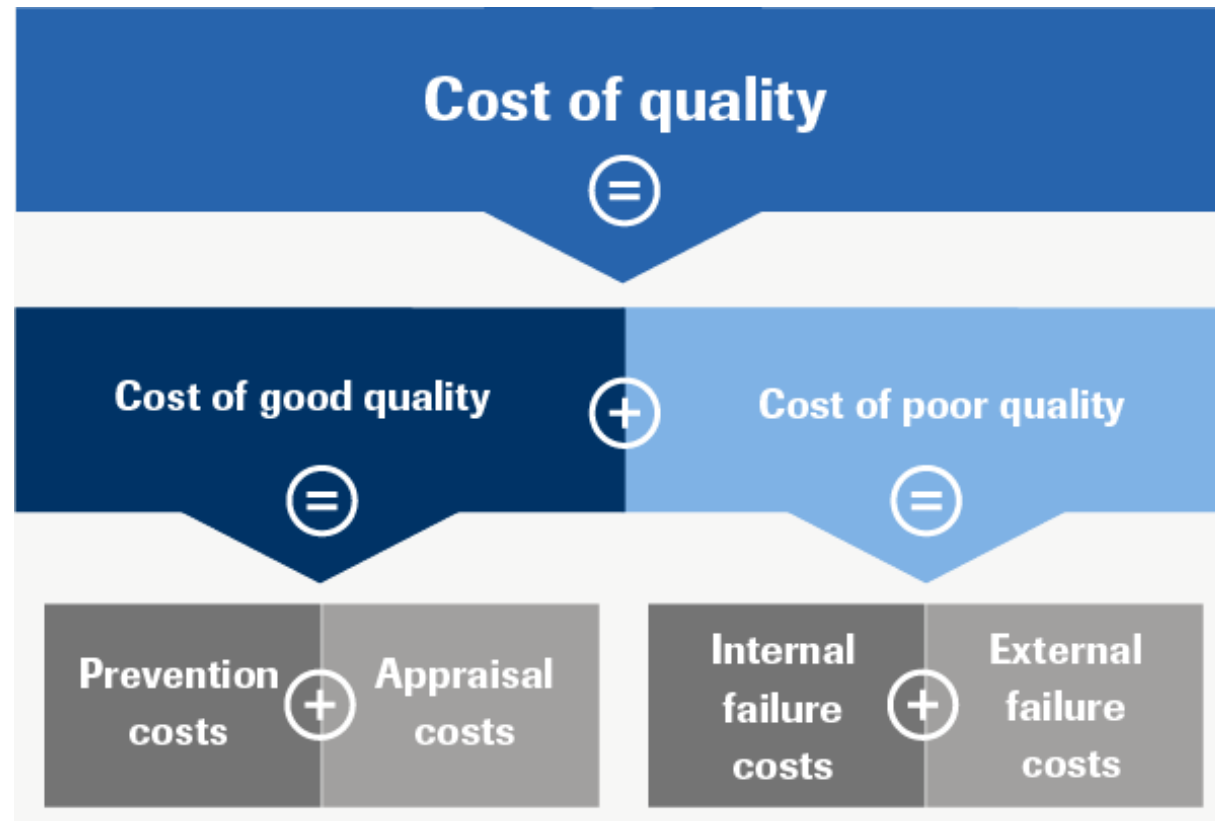 Cost of quality
=
Cost of good quality
+
Cost of poor quality
=
=
Prevention
costs
+
Appraisal
costs
Internal
failure
costs
+
External
failure
costs